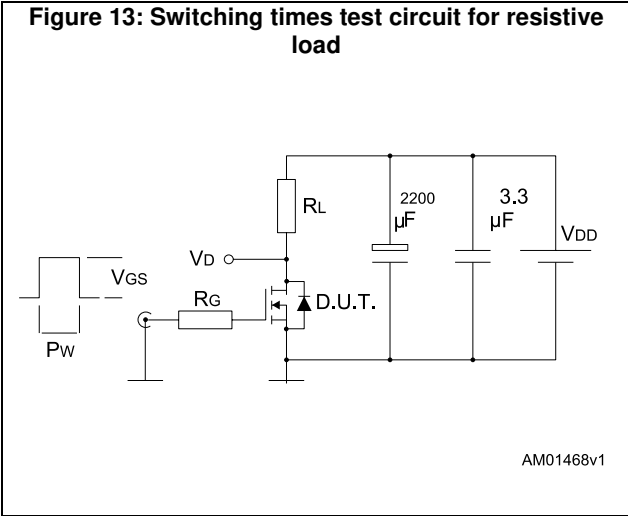 Figure 13: Switching times test circuit for resistive
load
RL
2200
μF
3.3
μF
VDD
VD
VGS
RG
D.U.T.
PW
AM01468v1